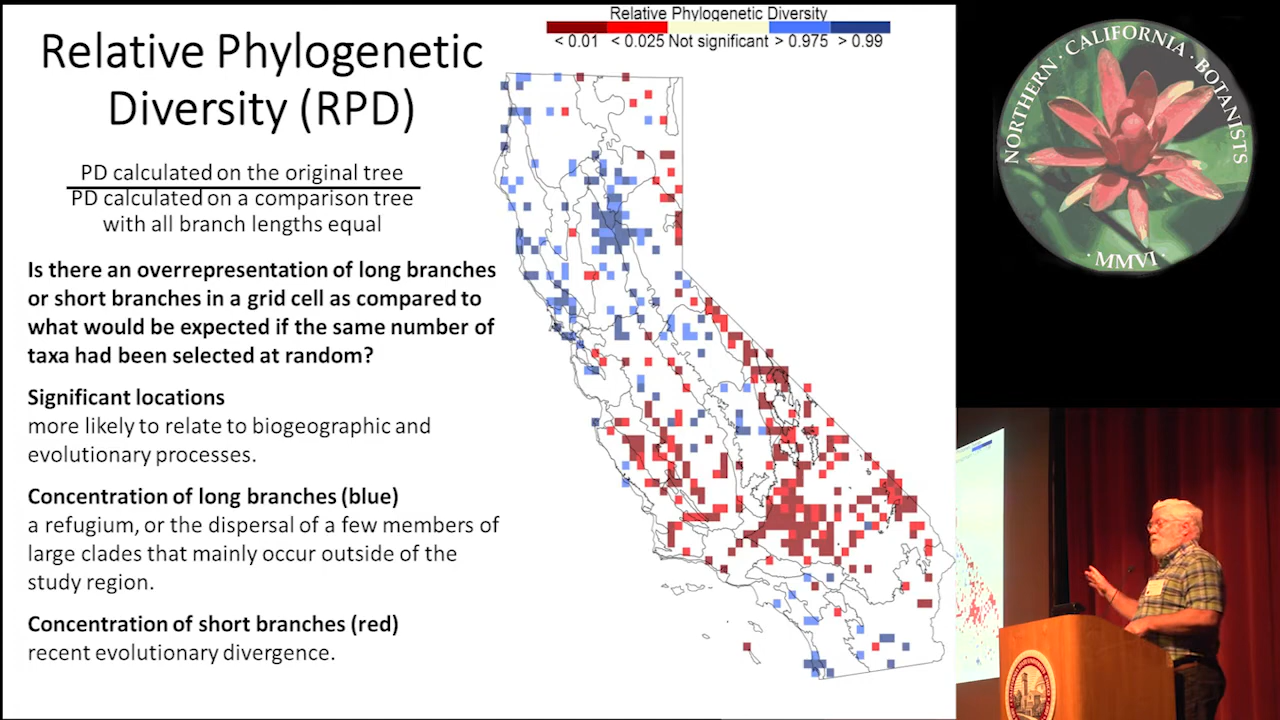 Relative Phylogenetic
Diversity (RPD)
PD calculated on the original tree
PD calculated on a comparison tree
with all branch lengths equal
Is there an overrepresentation of long branches
or short branches in a grid cell as compared to
what would be expected if the same number of
taxa had been selected at random?
Significant locations
more likely to relate to biogeographic and
evolutionary processes.
Concentration of long branches (blue)
a refugium, or the dispersal of a few members of
large clades that mainly occur outside of the
study region.
Concentration of short branches (red)
recent evolutionary divergence.
Relative Phylogenetic Diversity
< 0.01 < 0.025 Not significant > 0.975 > 0.99
NORTHERN · CALIFORNIA · BOTANISTS
· MMVI ·